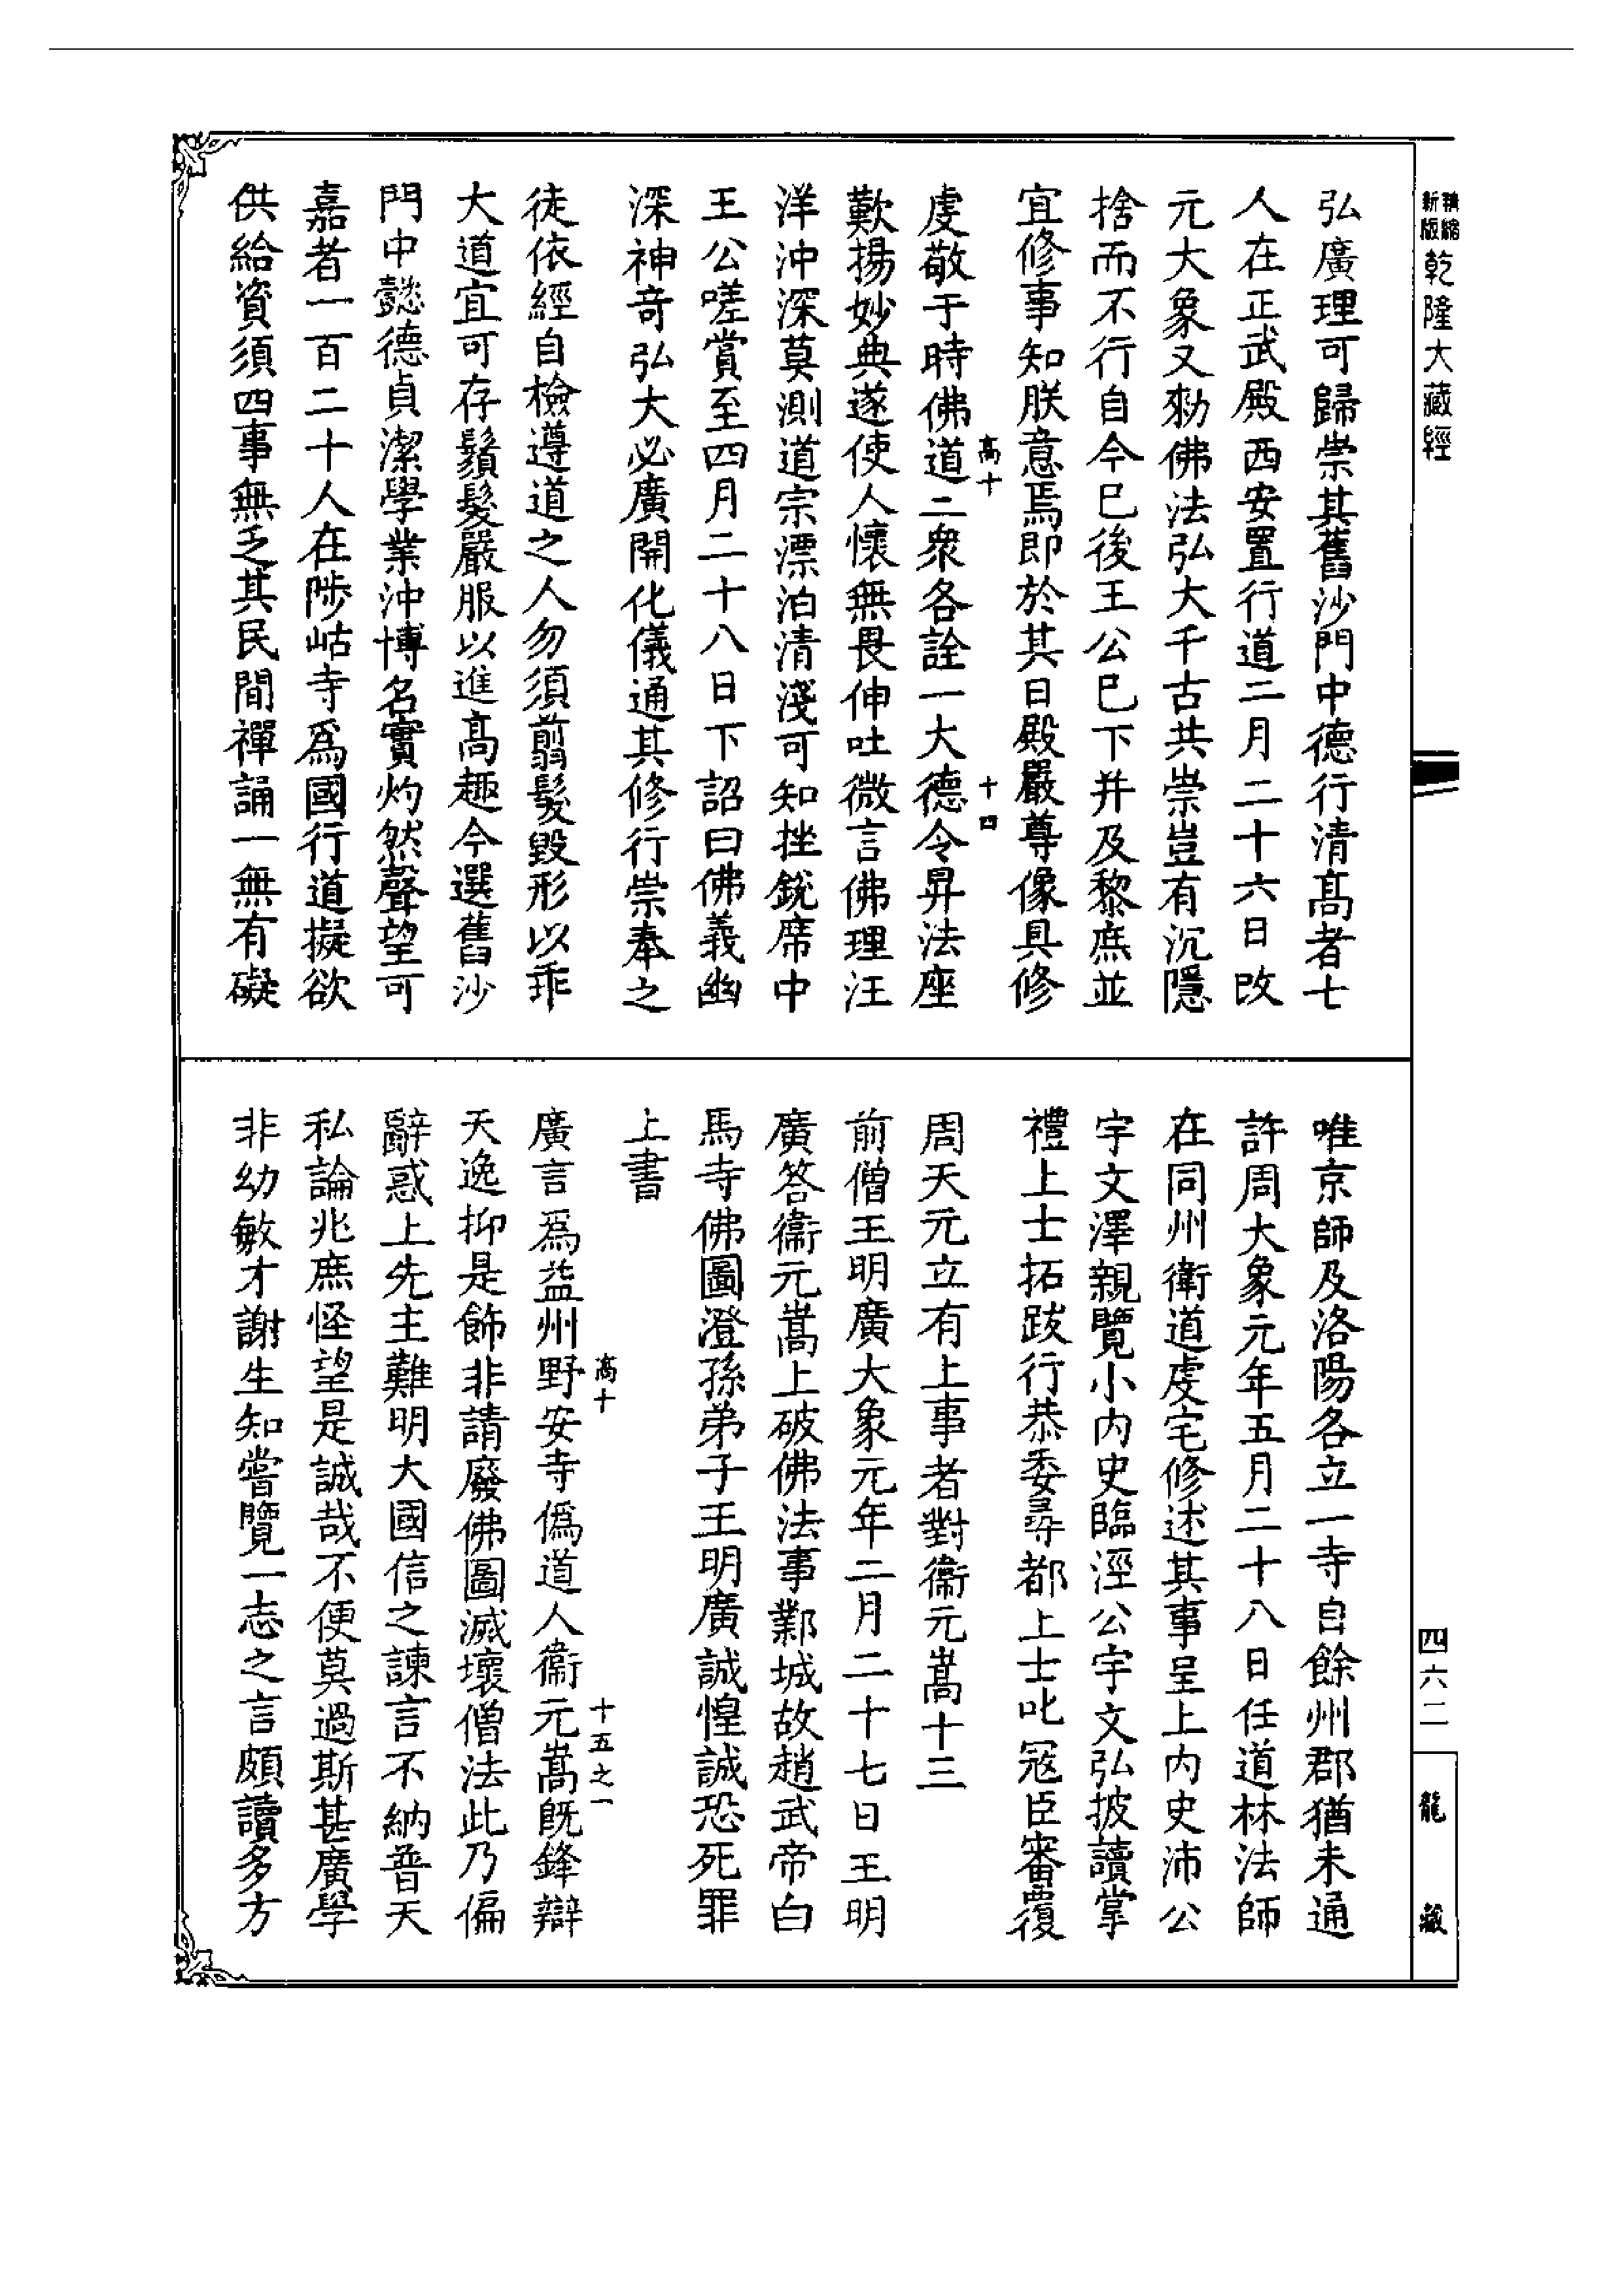 精縮
新版
乾隆大藏經
弘廣理可歸崇其舊沙門中德行清髙者七
人在正武殿西安置行道二月二十六日改
元大象又勑佛法弘大千古共崇豈有沉隱
捨而不行自今已後王公已下并及黎庶並
宜修事知朕意焉即於其日殿嚴尊像具修
髙十
十四
虔敬于時佛道二衆各詮一大德令昇法座
歎揚妙典遂使人懷無畏伸吐微言佛理汪
洋沖深莫測道宗漂泊清淺可知挫銳席中
王公嗟賞至四月二十八日下詔曰佛義幽
深神奇弘大必廣開化儀通其修行崇奉之
徒依經自檢遵道之人勿須翦髮毀形以乖
大道宜可存鬚髮嚴服以進髙趣今選舊沙
門中懿德貞潔學業沖博名實灼然聲望可
嘉者一百二十人在陟岵寺爲國行道擬欲
供給資須四事無乏其民間禪誦一無有礙
唯京師及洛陽各立一寺自餘州郡猶未通
許周大象元年五月二十八日任道林法師
在同州衛道虔宅修述其事呈上内史沛公
宇文澤親覽小内史臨涇公宇文弘披讀掌
禮上士拓跋行恭委尋都上士叱寇臣審覆
周天元立有上事者對衞元嵩十三
前僧王明廣大象元年二月二十七日王明
廣答衞元嵩上破佛法事鄴城故趙武帝白
馬寺佛圖澄孫弟子王明廣誠惶誠恐死罪
上書
髙十
十五之一
廣言爲益州野安寺僞道人衞元嵩旣鋒辯
天逸抑是飾非請廢佛圖滅壞僧法此乃偏
辭惑上先主難明大國信之諫言不納普天
私論兆庶怪望是誠哉不便莫過斯甚廣學
非幼敏才謝生知嘗覽一志之言頗讀多方
四六二
龍藏